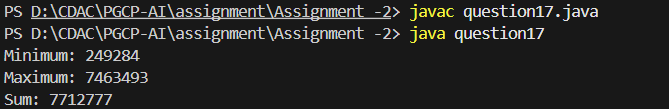 PS D:\CDAC\PGCP-AI\assignment\Assignment -2> javac question17.java
PS D:\CDAC\PGCP-AI\assignment\Assignment -2> java question17
Minimum: 249284
Maximum: 7463493
Sum: 7712777